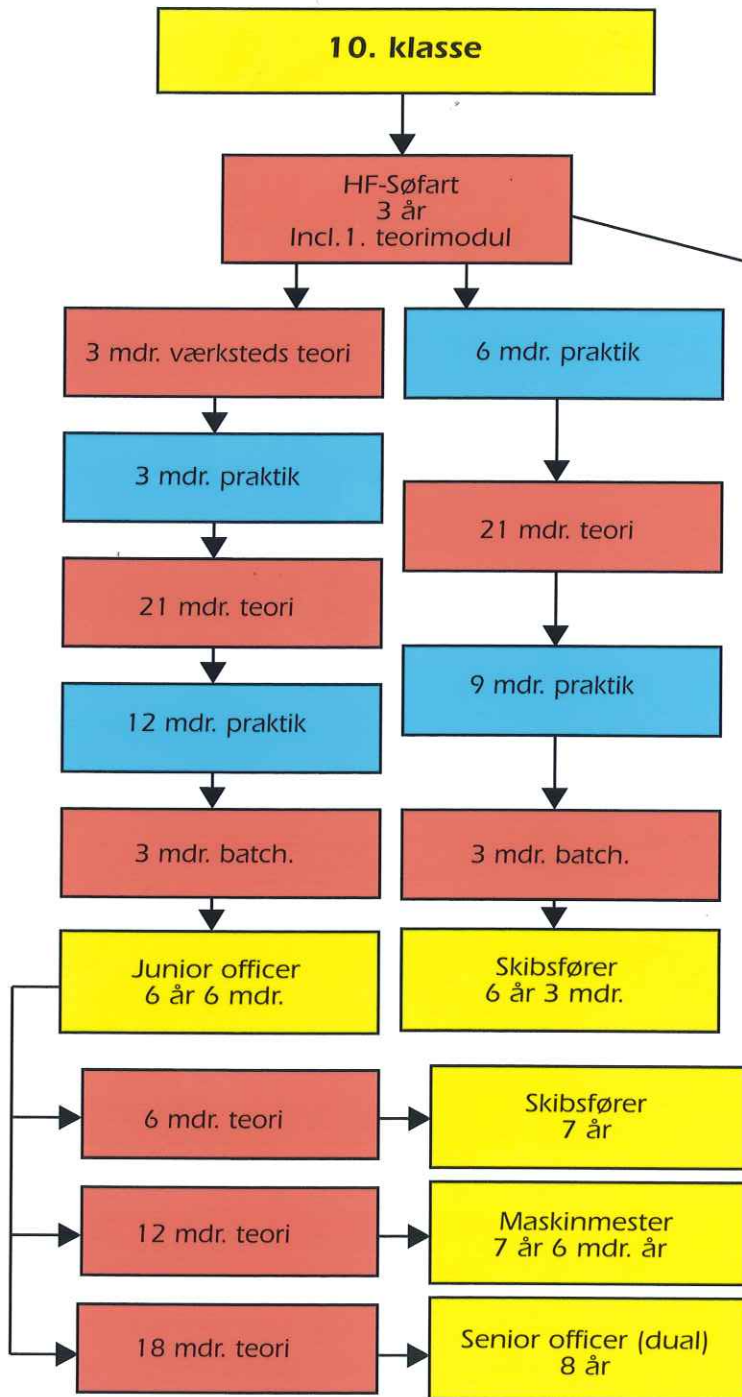 10. klasse
HF-Søfart
3 år
Incl.1. teorimodul
3 mdr. værksteds teori
6 mdr. praktik
3 mdr. praktik
21 mdr. teori
21 mdr. teori
9 mdr. praktik
12 mdr. praktik
3 mdr. batch.
3 mdr. batch.
Junior officer
6 år 6 mdr.
Skibsfører
6 år 3 mdr.
6 mdr. teori
Skibsfører
7 år
12 mdr. teori
Maskinmester
7 år 6 mdr. år
18 mdr. teori
Senior officer (dual)
8 år